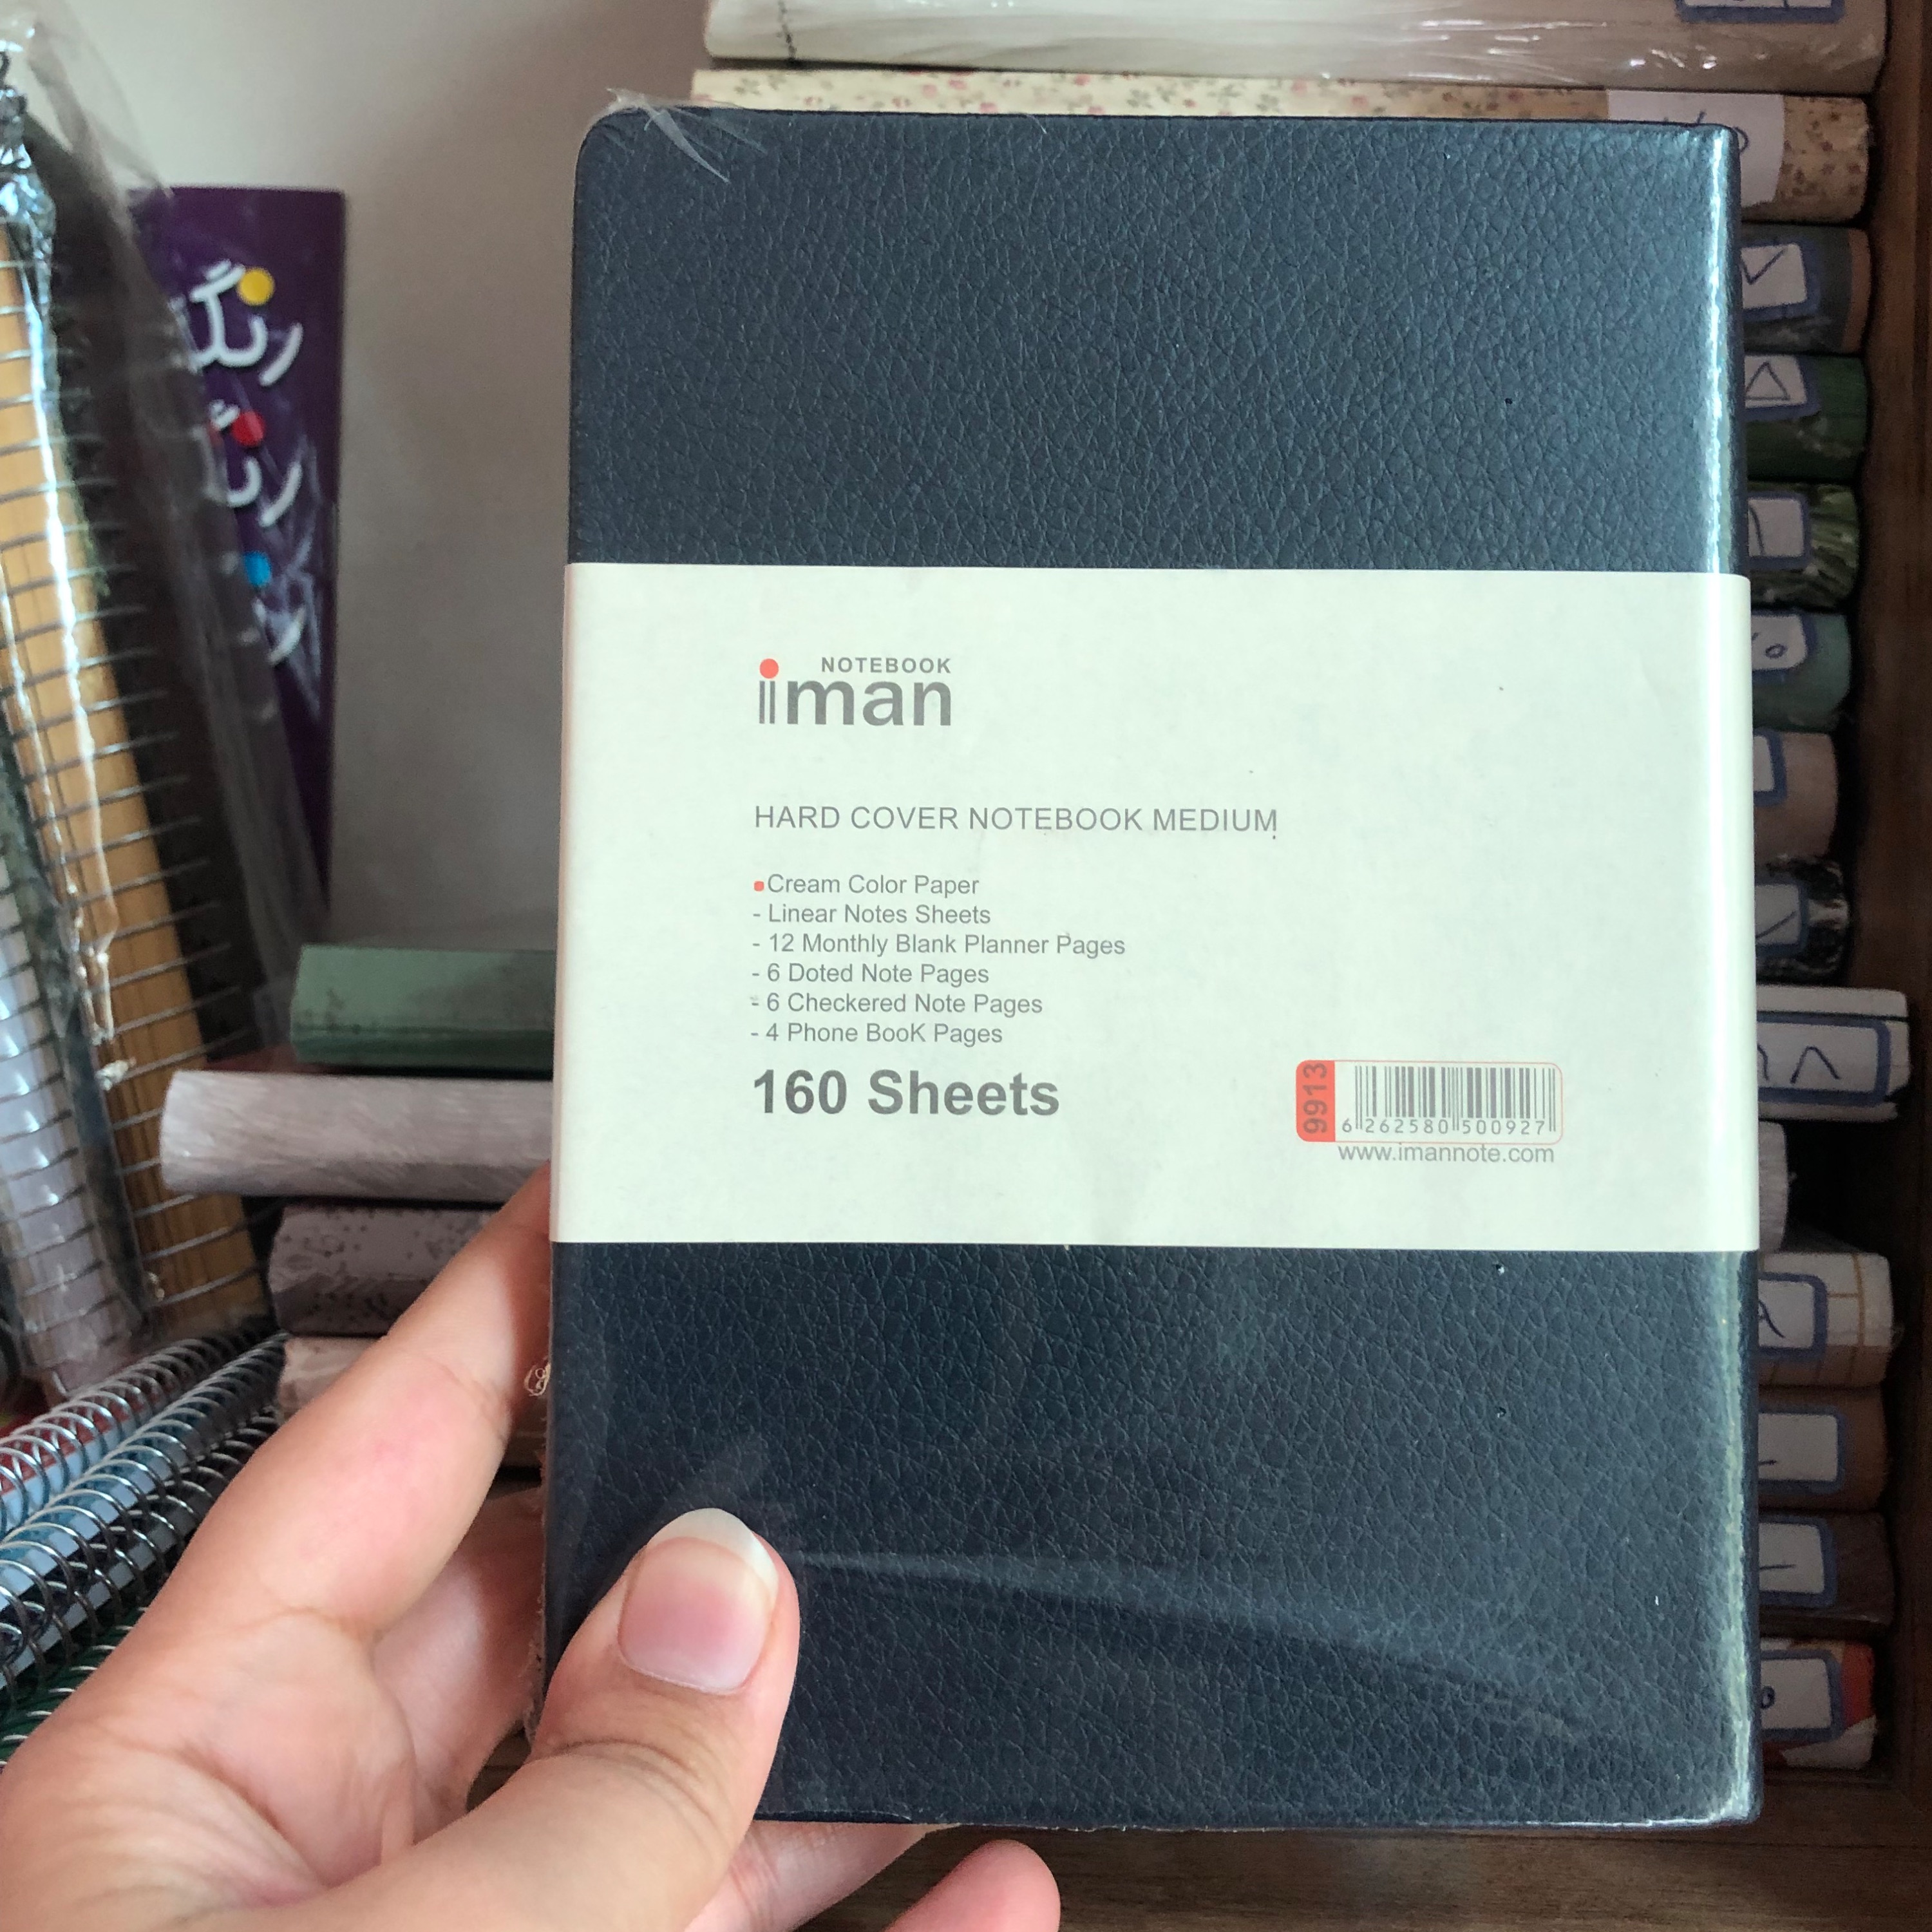 NOTEBOOK
iman
HARD COVER NOTEBOOK MEDIUM
Cream Color Paper
- Linear Notes Sheets
- 12 Monthly Blank Planner Pages
- 6 Doted Note Pages
- 6 Checkered Note Pages
- 4 Phone BooK Pages
160 Sheets
9913
6 262580 500927
www.imannote.com